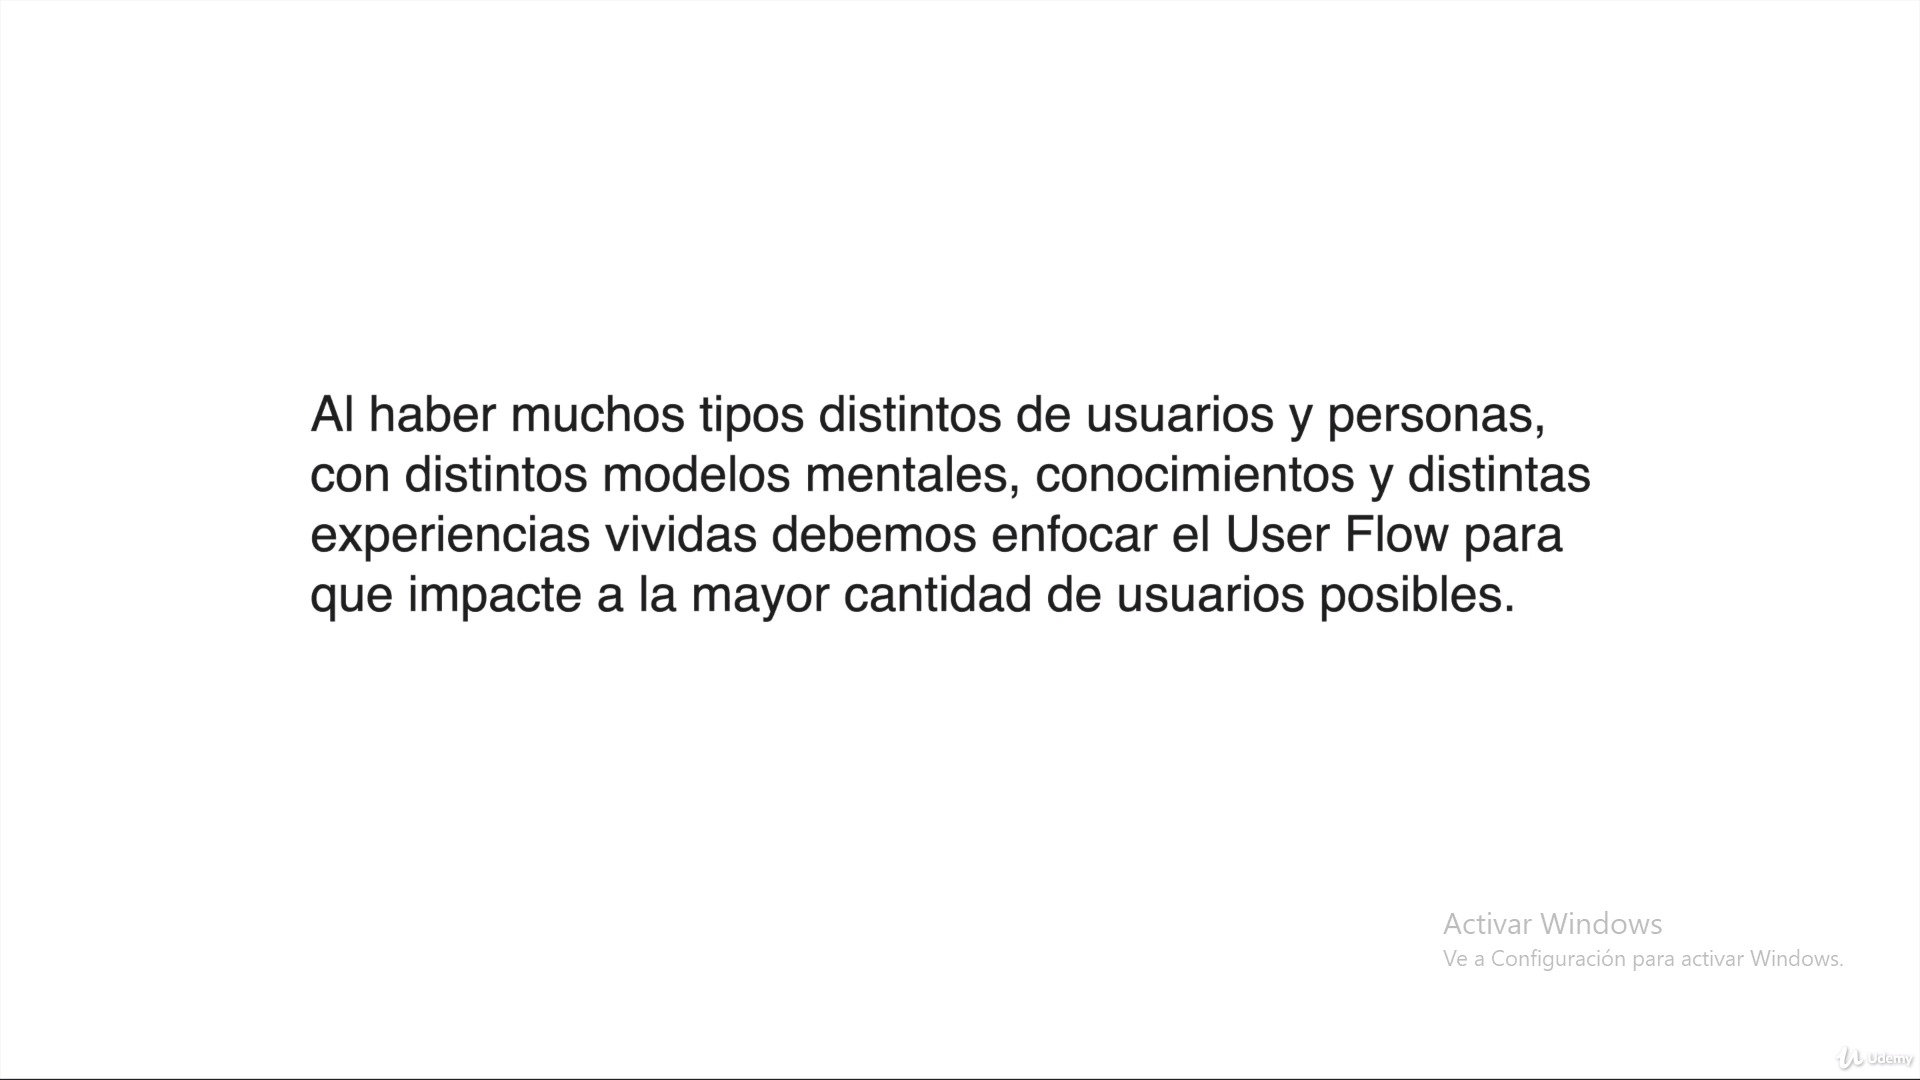 Al haber muchos tipos distintos de usuarios y personas,
con distintos modelos mentales, conocimientos y distintas
experiencias vividas debemos enfocar el User Flow para
que impacte a la mayor cantidad de usuarios posibles.
Activar Windows
Ve a Configuración para activar Windows.
Udemy